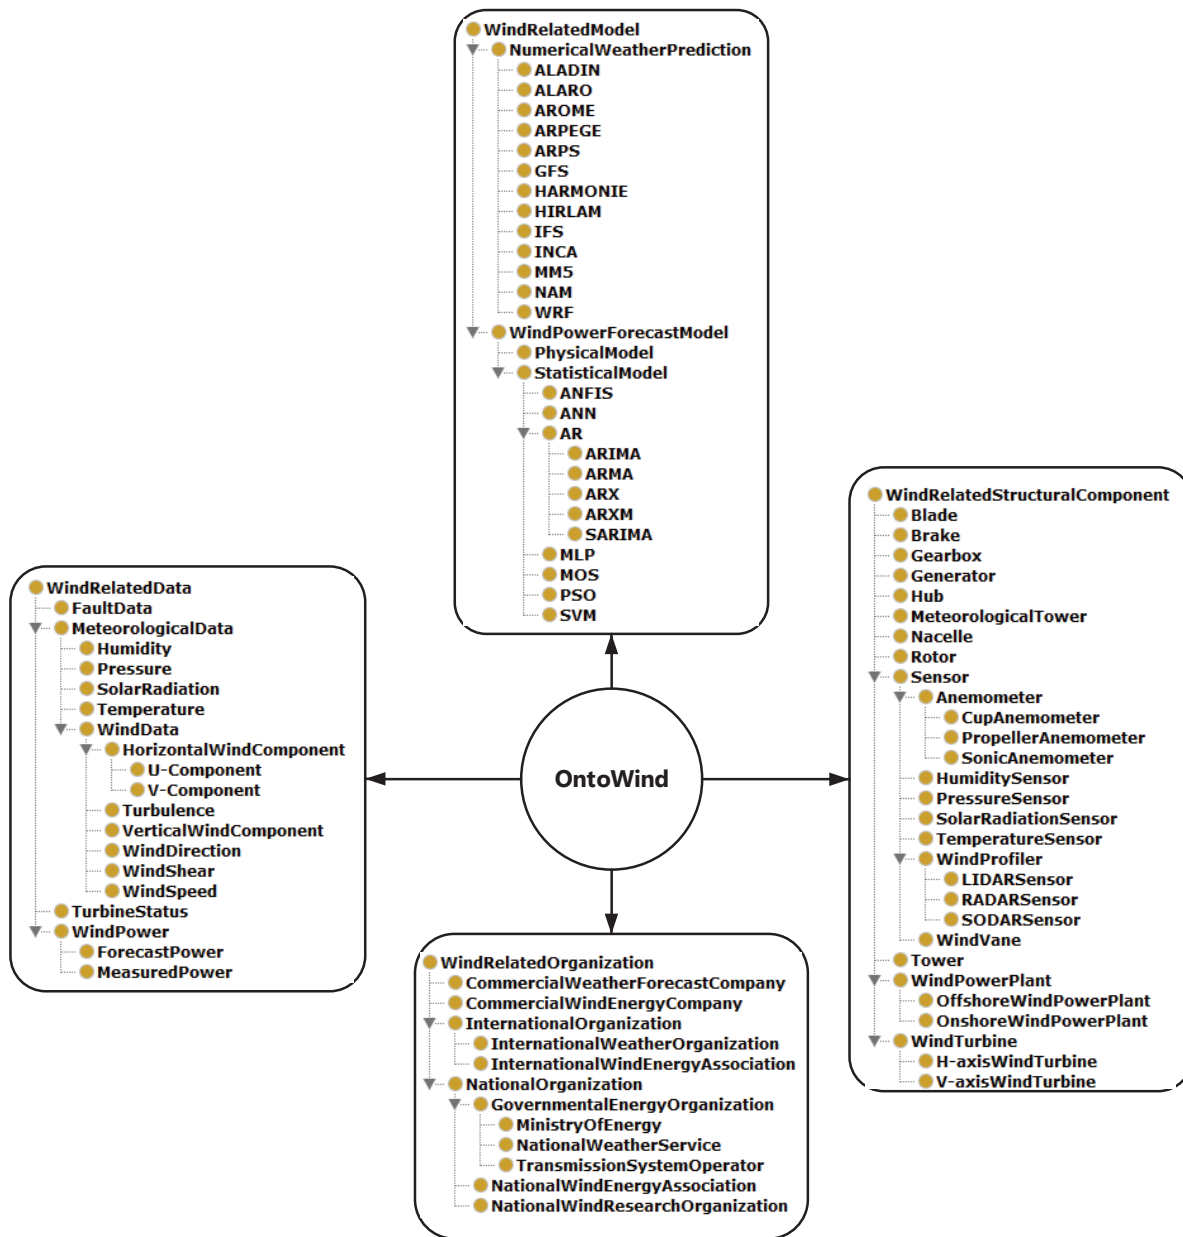 WindRelatedModel
NumericalWeatherPrediction
ALADIN
ALARO
AROME
ARPEGE
ARPS
GFS
HARMONIE
HIRLAM
IFS
INCA
MM5
NAM
WRF
WindPowerForecastModel
PhysicalModel
StatisticalModel
ANFIS
ANN
AR
ARIMA
ARMA
ARX
ARXM
SARIMA
MLP
MOS
PSO
SVM
WindRelatedData
FaultData
MeteorologicalData
Humidity
Pressure
SolarRadiation
Temperature
WindData
HorizontalWindComponent
U-Component
V-Component
Turbulence
VerticalWindComponent
WindDirection
WindShear
WindSpeed
TurbineStatus
WindPower
ForecastPower
MeasuredPower
OntoWind
WindRelatedStructuralComponent
Blade
Brake
Gearbox
Generator
Hub
MeteorologicalTower
Nacelle
Rotor
Sensor
Anemometer
CupAnemometer
PropellerAnemometer
SonicAnemometer
HumiditySensor
PressureSensor
SolarRadiationSensor
TemperatureSensor
WindProfiler
LIDARSensor
RADARSensor
SODARSensor
WindVane
Tower
WindPowerPlant
OffshoreWindPowerPlant
OnshoreWindPowerPlant
WindTurbine
H-axisWindTurbine
V-axisWindTurbine
WindRelatedOrganization
CommercialWeatherForecastCompany
CommercialWindEnergyCompany
InternationalOrganization
InternationalWeatherOrganization
InternationalWindEnergyAssociation
NationalOrganization
GovernmentalEnergyOrganization
MinistryOfEnergy
NationalWeatherService
TransmissionSystemOperator
NationalWindEnergyAssociation
NationalWindResearchOrganization